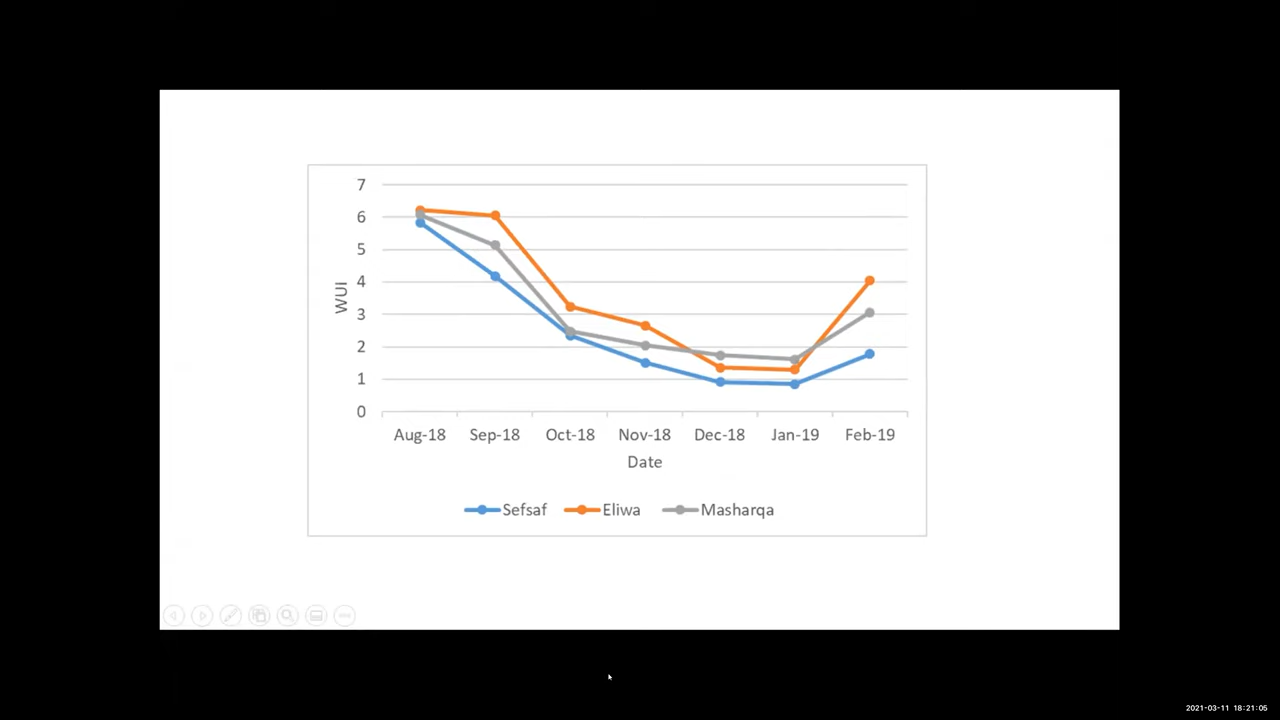 7
6
5
4
3
2
1
0
WUI
Aug-18 Sep-18 Oct-18 Nov-18 Dec-18 Jan-19 Feb-19
Date
Sefsaf Eliwa Masharqa
2021-03-11 18:21:05